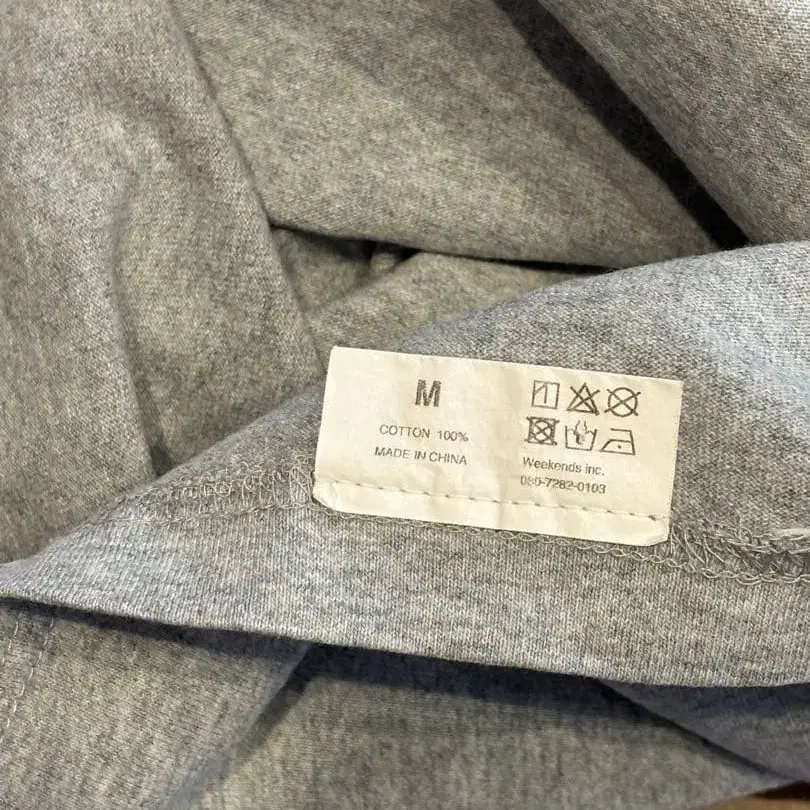 M
COTTON 100%
MADE IN CHINA
Weekends inc.
080-7282-0103